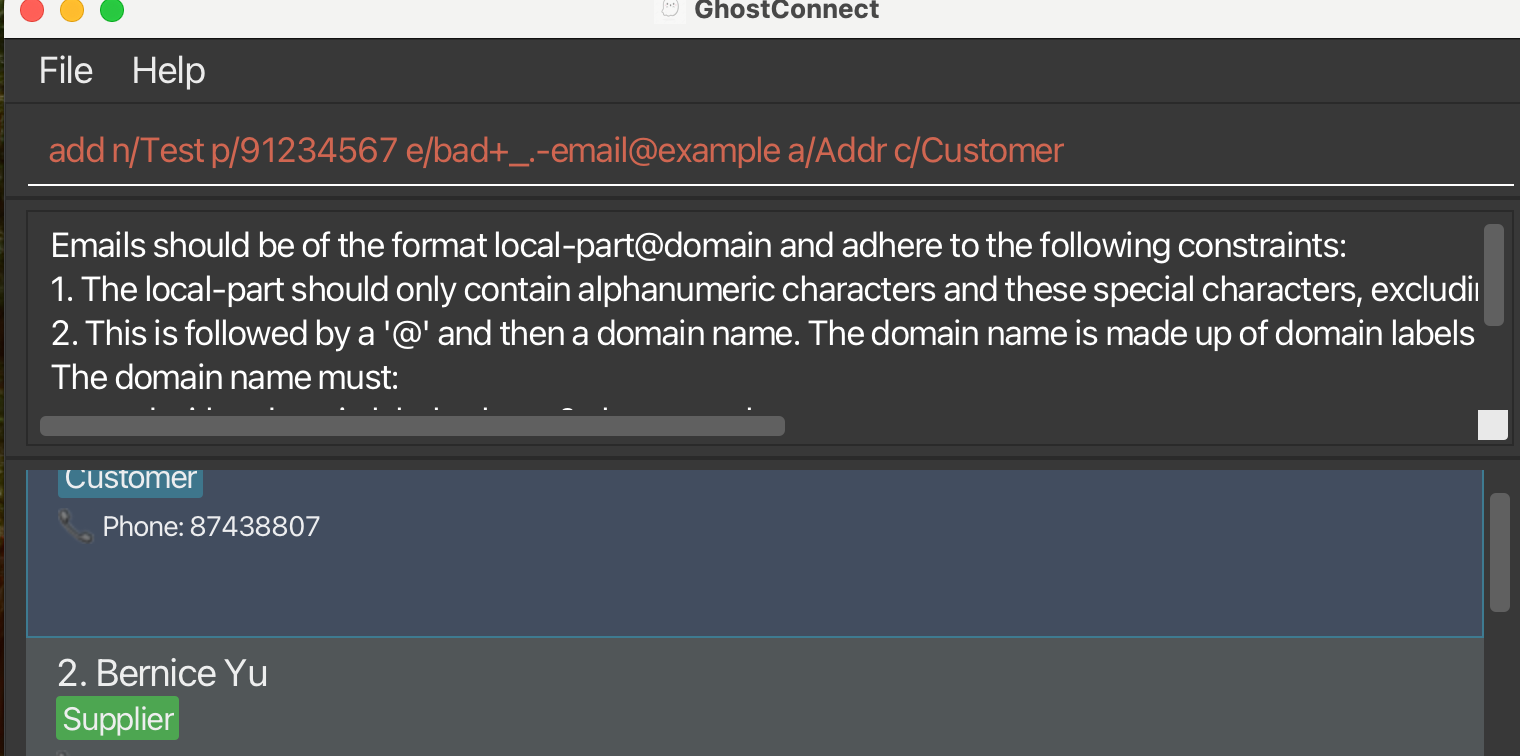 GhostConnect
File Help
add n/Test p/91234567 e/bad+_.-email@example a/Addr c/Customer
Emails should be of the format local-part@domain and adhere to the following constraints:
1. The local-part should only contain alphanumeric characters and these special characters,
2. This is followed by a '@' and then a domain name. The domain name is made up of domain labels
The domain name must:
Customer
Phone: 87438807
2. Bernice Yu
Supplier